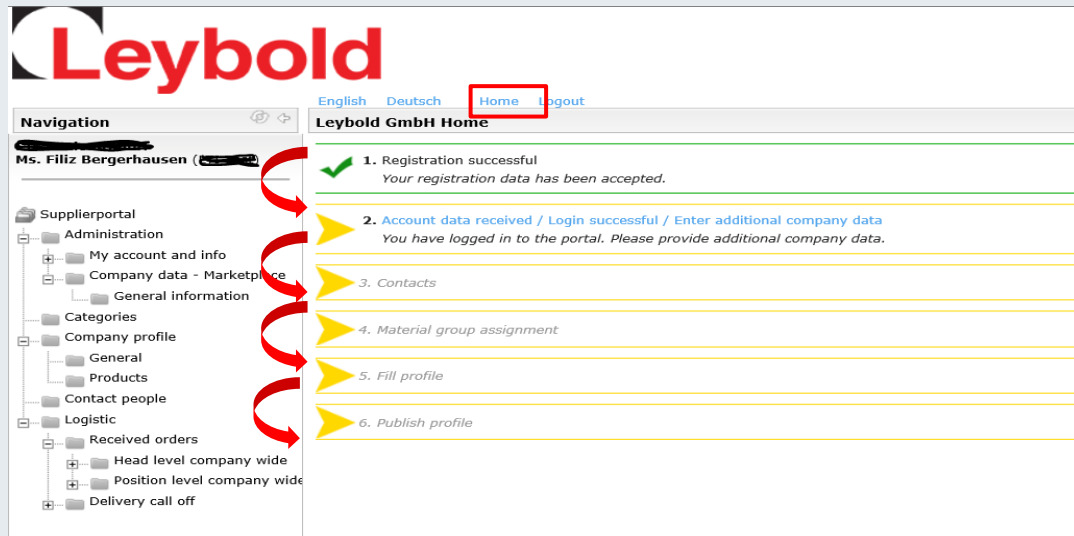 Leybold
English Deutsch Home Logout
Navigation
Leybold GmbH Home
Ms. Filiz Bergerhausen (
1. Registration successful
Your registration data has been accepted.
2. Account data received / Login successful / Enter additional company data
You have logged in to the portal. Please provide additional company data.
3. Contacts
4. Material group assignment
5. Fill profile
6. Publish profile
Supplierportal
Administration
My account and info
Company data - Marketplace
General information
Categories
Company profile
General
Products
Contact people
Logistic
Received orders
Head level company wide
Position level company wide
Delivery call off